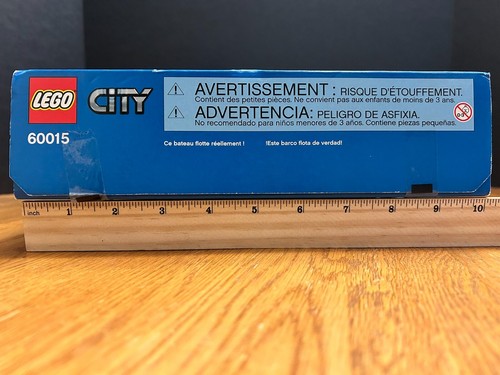 LEGO CITY
60015
AVERTISSEMENT : RISQUE D'ÉTOUFFEMENT.
Contient des petites pièces. Ne convient pas aux enfants de moins de 3 ans.
ADVERTENCIA: PELIGRO DE ASFIXIA.
No recomendado para niños menores de 3 años. Contiene piezas pequeñas.
Ce bateau flotte réellement !
!Este barco flota de verdad!
inch 1 2 3 4 5 6 7 8 9 10